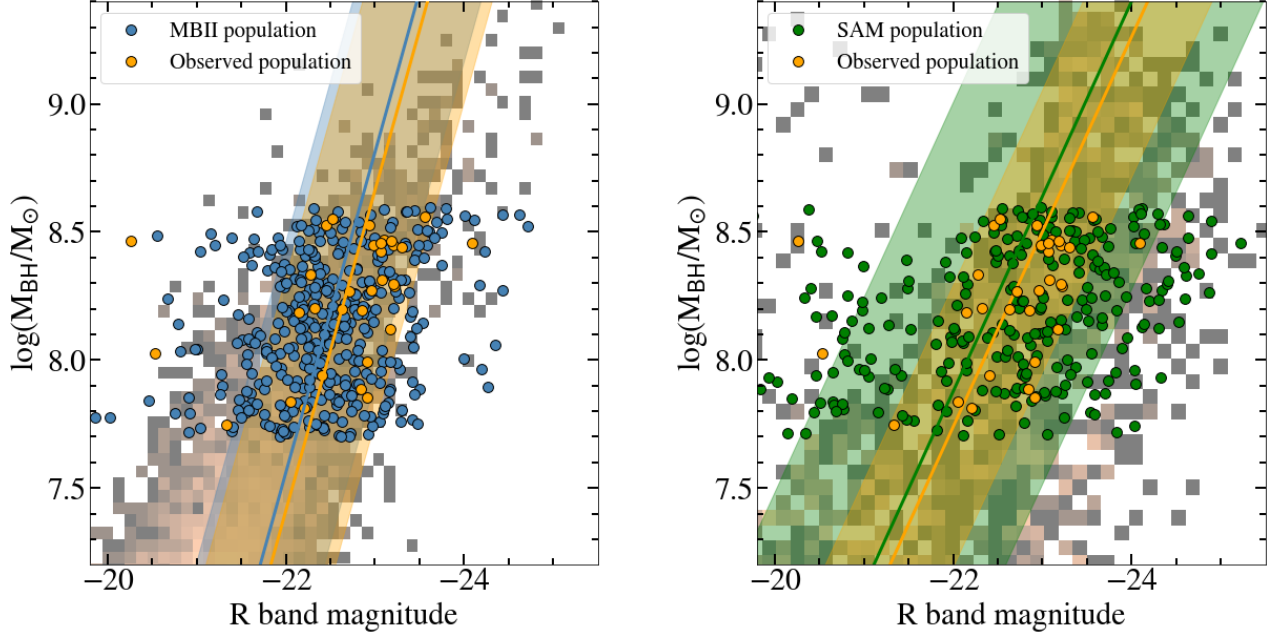 MBII population
Observed population
9.0
8.5
8.0
7.5
log(M_BH/M_⊙)
−20
−22
−23
−24
R band magnitude
SAM population
Observed population
9.0
8.5
8.0
7.5
log(M_BH/M_⊙)
−20
−22
−23
−24
R band magnitude